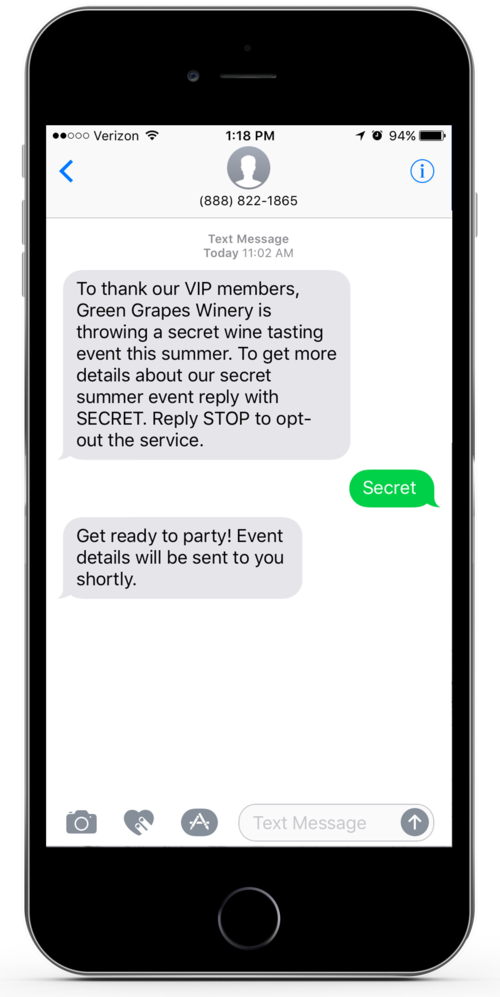 Verizon 1:18 PM 94%
(888) 822-1865
Text Message
Today 11:02 AM
To thank our VIP members,
Green Grapes Winery is
throwing a secret wine tasting
event this summer. To get more
details about our secret
summer event reply with
SECRET. Reply STOP to opt-
out the service.
Secret
Get ready to party! Event
details will be sent to you
shortly.
Text Message